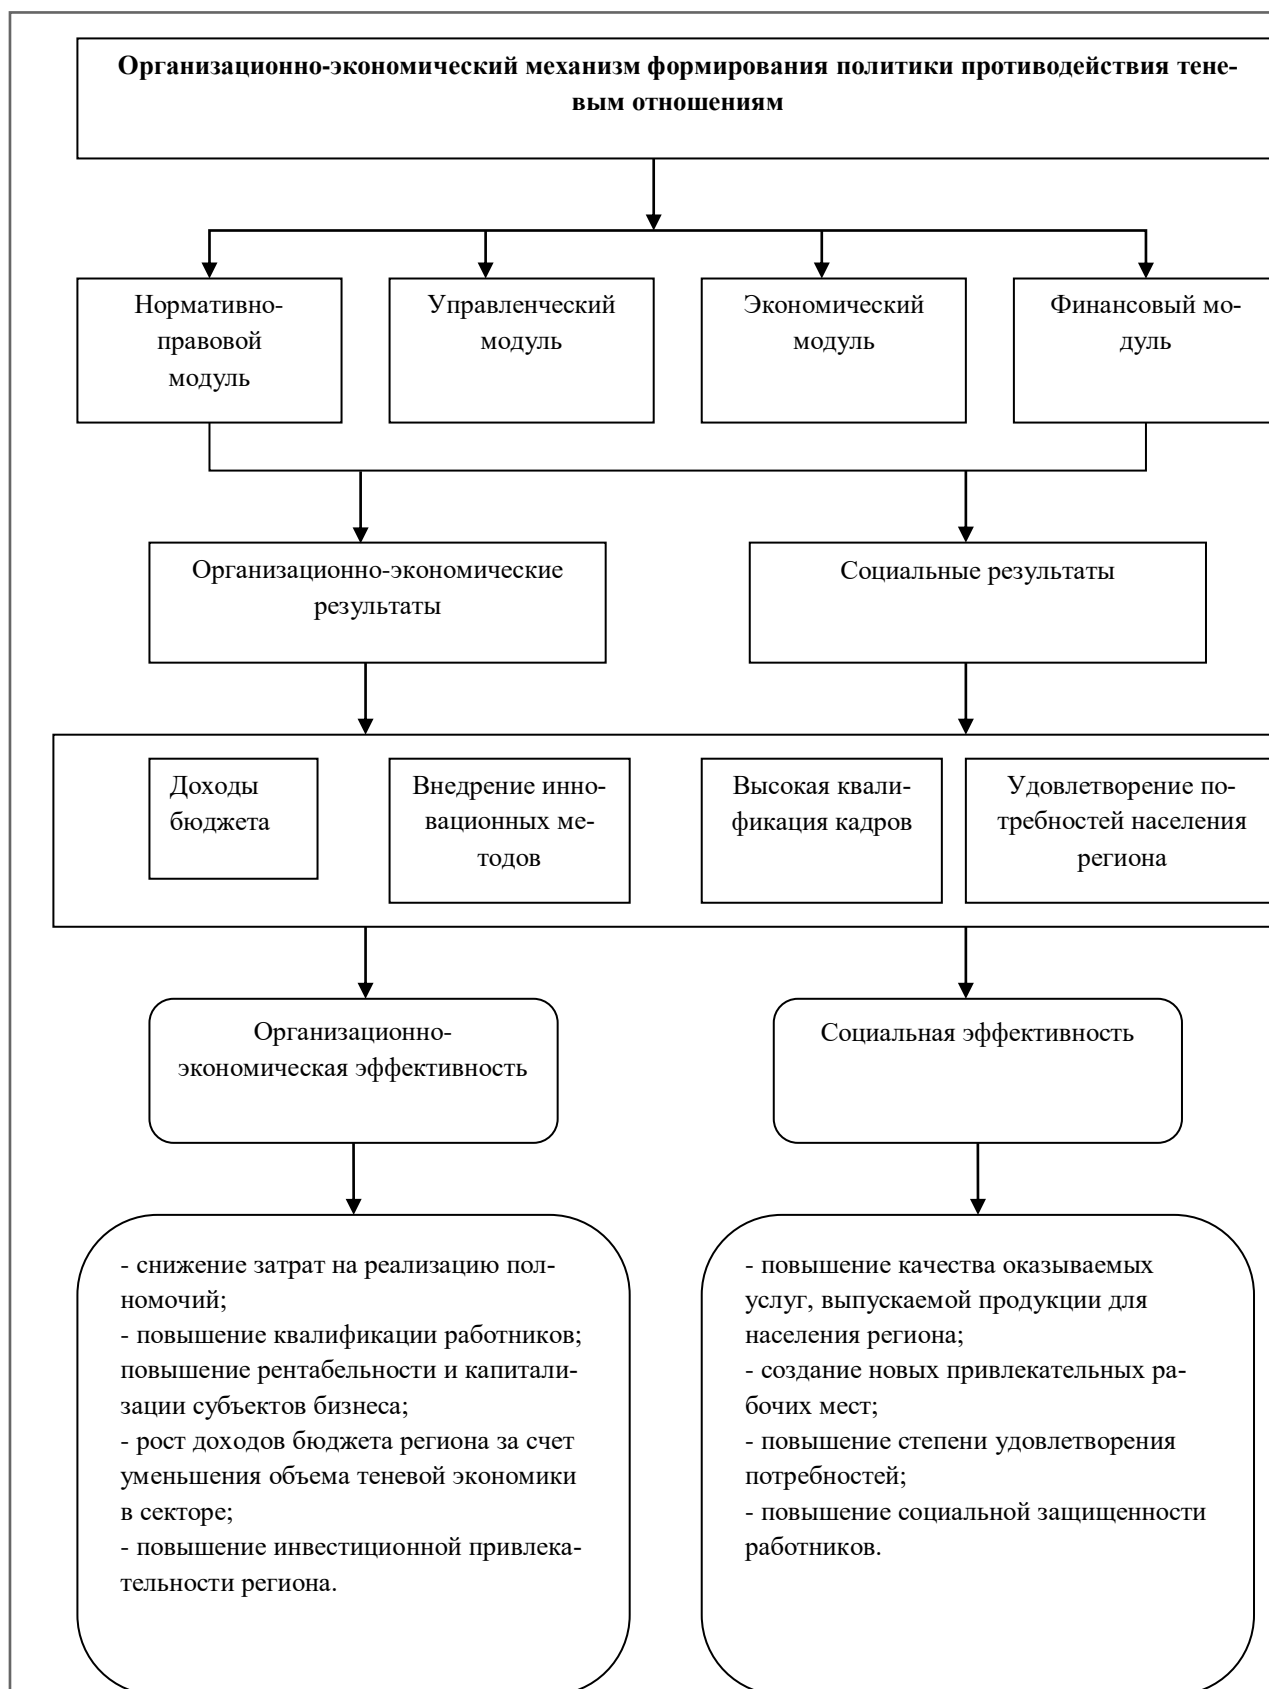 Организационно-экономический механизм формирования политики противодействия тене-
вым отношениям
Нормативно-
правовой
модуль
Управленческий
модуль
Экономический
модуль
Финансовый мо-
дуль
Организационно-экономические
результаты
Социальные результаты
Доходы
бюджета
Внедрение инно-
вационных ме-
тодов
Высокая квали-
фикация кадров
Удовлетворение по-
требностей населения
региона
Организационно-
экономическая эффективность
Социальная эффективность
- снижение затрат на реализацию пол-
номочий;
- повышение квалификации работников;
повышение рентабельности и капитали-
зации субъектов бизнеса;
- рост доходов бюджета региона за счет
уменьшения объема теневой экономики
в секторе;
- повышение инвестиционной привлека-
тельности региона.
- повышение качества оказываемых
услуг, выпускаемой продукции для
населения региона;
- создание новых привлекательных ра-
бочих мест;
- повышение степени удовлетворения
потребностей;
- повышение социальной защищенности
работников.